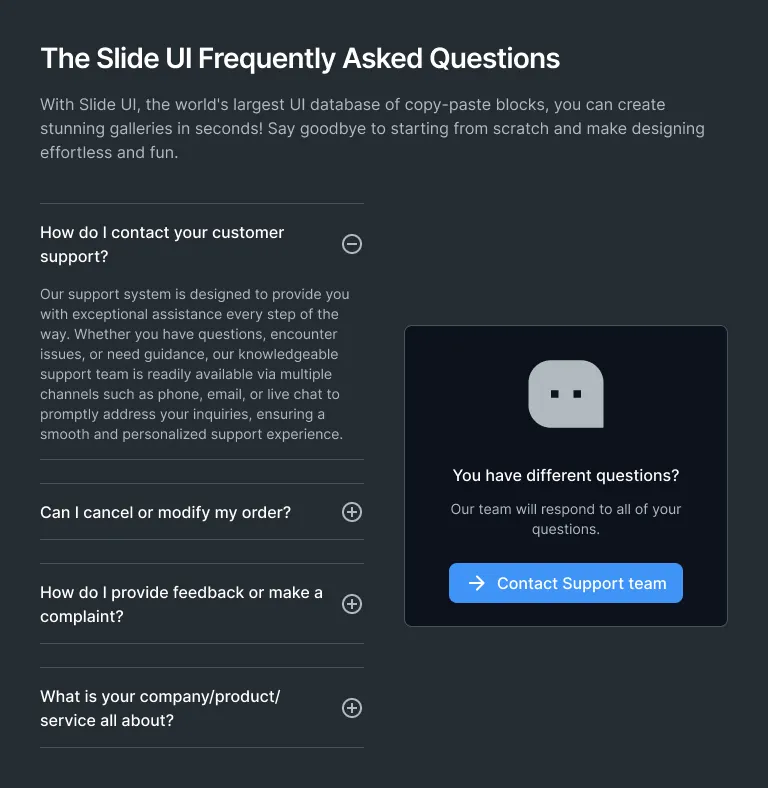 The Slide UI Frequently Asked Questions
With Slide UI, the world's largest UI database of copy-paste blocks, you can create
stunning galleries in seconds! Say goodbye to starting from scratch and make designing
effortless and fun.
How do I contact your customer
support?
Our support system is designed to provide you
with exceptional assistance every step of the
way. Whether you have questions, encounter
issues, or need guidance, our knowledgeable
support team is readily available via multiple
channels such as phone, email, or live chat to
promptly address your inquiries, ensuring a
smooth and personalized support experience.
Can I cancel or modify my order?
How do I provide feedback or make a
complaint?
What is your company/product/
service all about?
You have different questions?
Our team will respond to all of your
questions.
Contact Support team